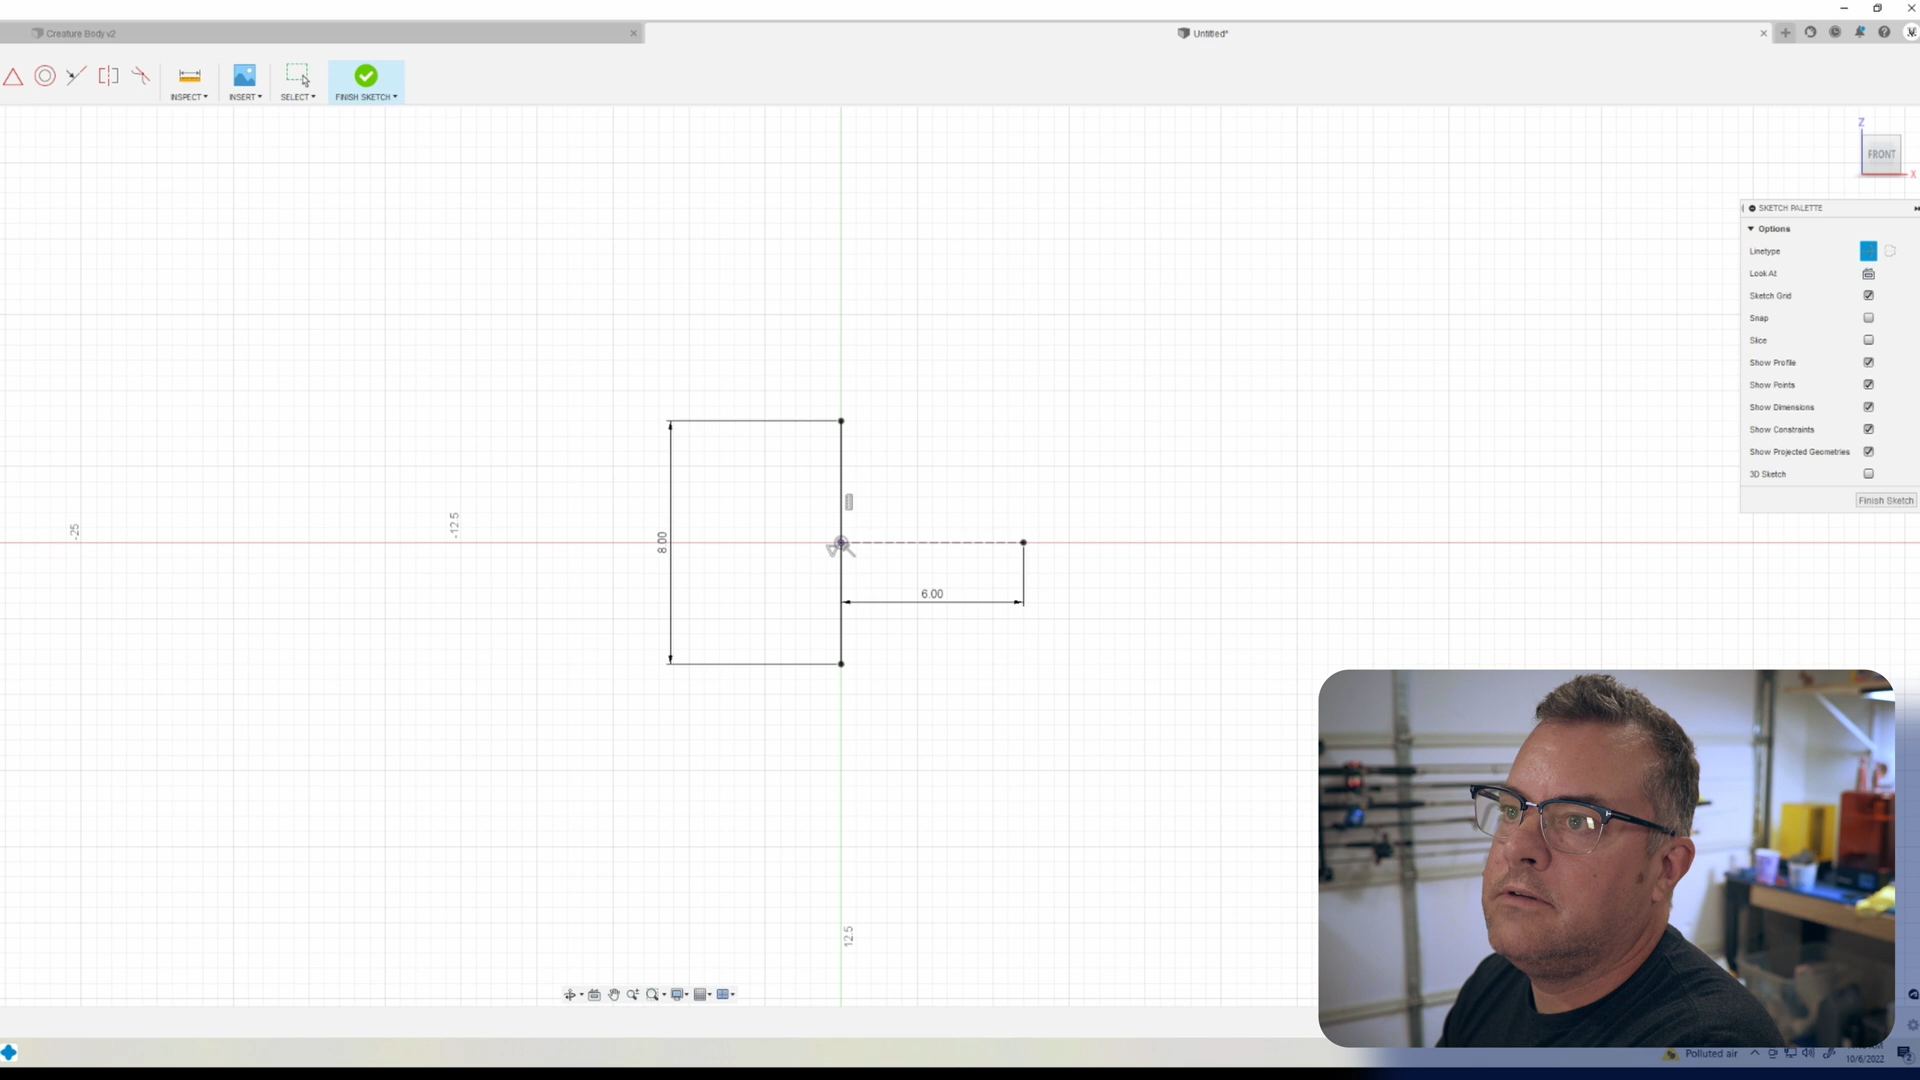 Creature Body v2
Untitled*
INSPECT
INSERT
SELECT
FINISH SKETCH
Z
FRONT
X
SKETCH PALETTE
Options
Linetype
Look At
Sketch Grid
Snap
Slice
Show Profile
Show Points
Show Dimensions
Show Constraints
Show Projected Geometries
3D Sketch
Finish Sketch
-25
-12.5
8.00
6.00
12.5
Polluted air
10/6/2022